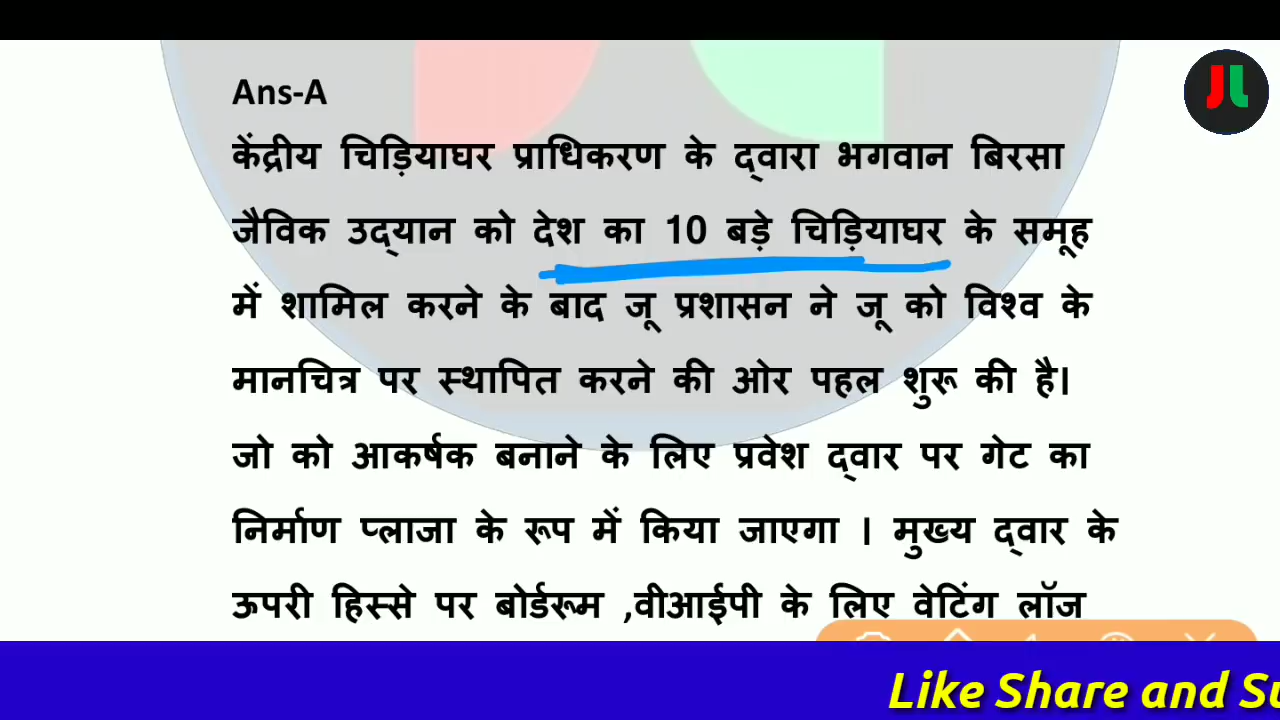 Ans-A
केंद्रीय चिड़ियाघर प्राधिकरण के द्वारा भगवान बिरसा
जैविक उद्यान को देश का 10 बड़े चिड़ियाघर के समूह
में शामिल करने के बाद जू प्रशासन ने जू को विश्व के
मानचित्र पर स्थापित करने की ओर पहल शुरू की है।
जो को आकर्षक बनाने के लिए प्रवेश द्वार पर गेट का
निर्माण प्लाजा के रूप में किया जाएगा । मुख्य द्वार के
ऊपरी हिस्से पर बोर्डरूम ,वीआईपी के लिए वेटिंग लॉज
Like Share and Su